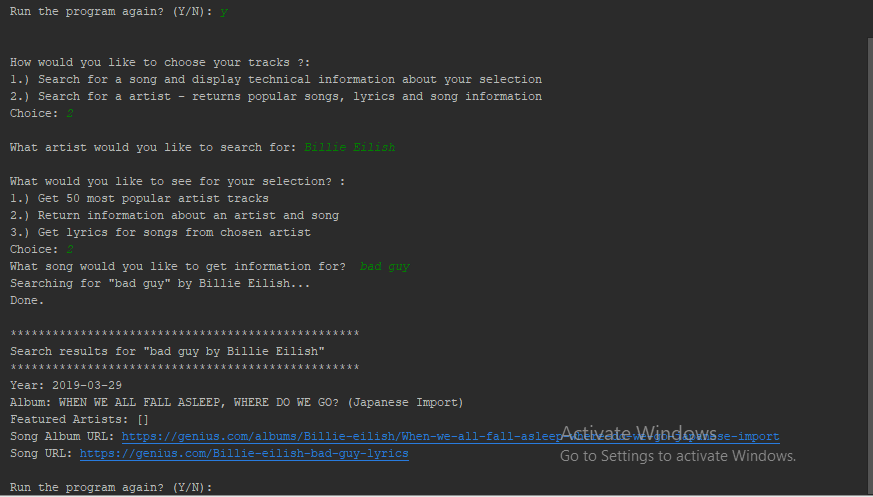 Run the program again? (Y/N): y
How would you like to choose your tracks ?:
1.) Search for a song and display technical information about your selection
2.) Search for a artist - returns popular songs, lyrics and song information
Choice: 2
What artist would you like to search for: Billie Eilish
What would you like to see for your selection? :
1.) Get 50 most popular artist tracks
2.) Return information about an artist and song
3.) Get lyrics for songs from chosen artist
Choice: 2
What song would you like to get information for?  bad guy
Searching for "bad guy" by Billie Eilish...
Done.
**************************************************
Search results for "bad guy by Billie Eilish"
**************************************************
Year: 2019-03-29
Album: WHEN WE ALL FALL ASLEEP, WHERE DO WE GO? (Japanese Import)
Featured Artists: []
Song Album URL: https://genius.com/albums/Billie-eilish/When-we-all-fall-asleep-where-do-we-go-japanese-import
Song URL: https://genius.com/Billie-eilish-bad-guy-lyrics
Run the program again? (Y/N):
Activate Windows
Go to Settings to activate Windows.